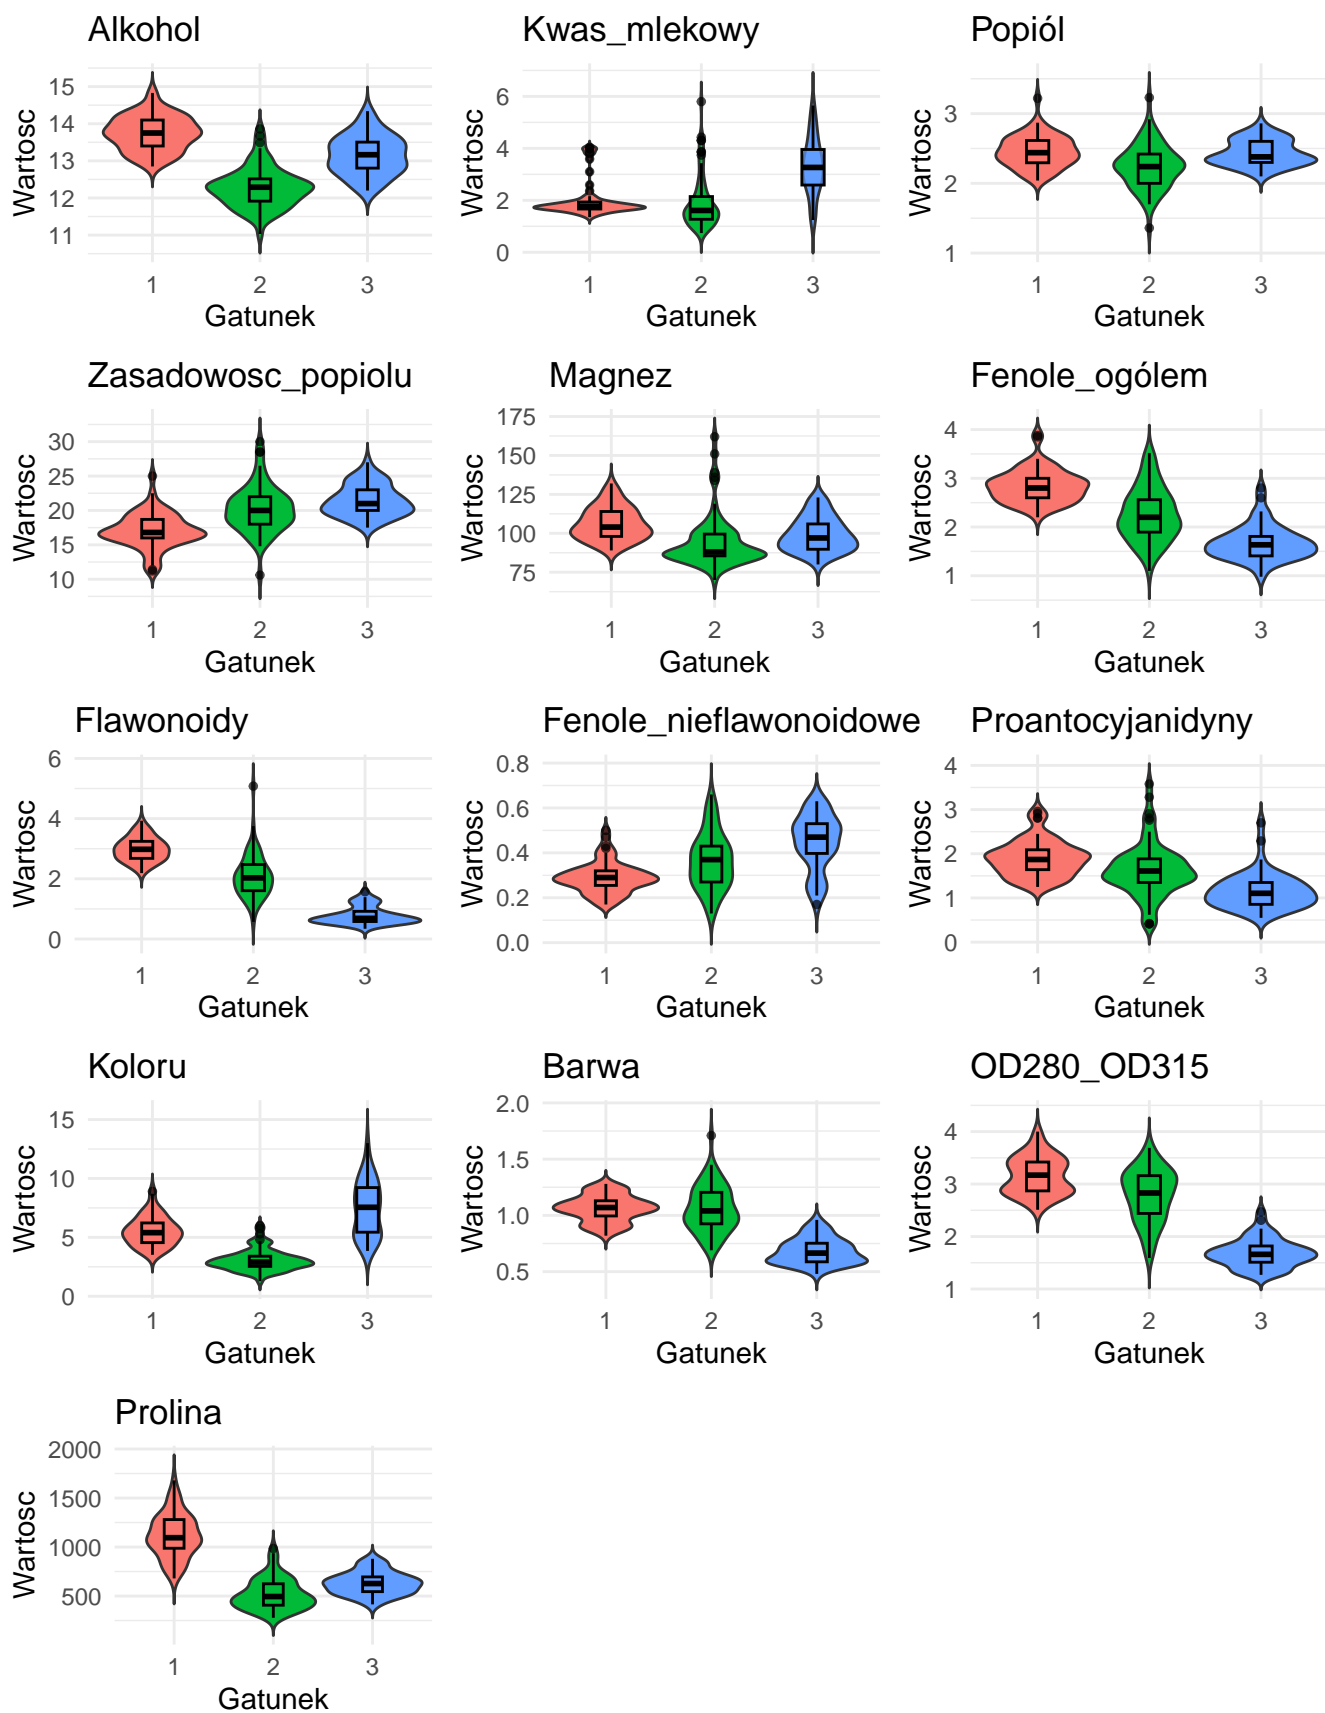 Alkohol
Kwas_mlekowy
Popiól
Wartosc
15
14
13
12
11
1 2 3
Gatunek
Wartosc
6
4
2
0
1 2 3
Gatunek
Wartosc
3
2
1
1 2 3
Gatunek
Zasadowosc_popiolu
Magnez
Fenole_ogólem
Wartosc
30
25
20
15
10
1 2 3
Gatunek
Wartosc
175
150
125
100
75
1 2 3
Gatunek
Wartosc
4
3
2
1
1 2 3
Gatunek
Flawonoidy
Fenole_nieflawonoidowe
Proantocyjanidyny
Wartosc
6
4
2
0
1 2 3
Gatunek
Wartosc
0.8
0.6
0.4
0.2
0.0
1 2 3
Gatunek
Wartosc
4
3
2
1
0
1 2 3
Gatunek
Koloru
Barwa
OD280_OD315
Wartosc
15
10
5
0
1 2 3
Gatunek
Wartosc
2.0
1.5
1.0
0.5
1 2 3
Gatunek
Wartosc
4
3
2
1
1 2 3
Gatunek
Prolina
Wartosc
2000
1500
1000
500
1 2 3
Gatunek